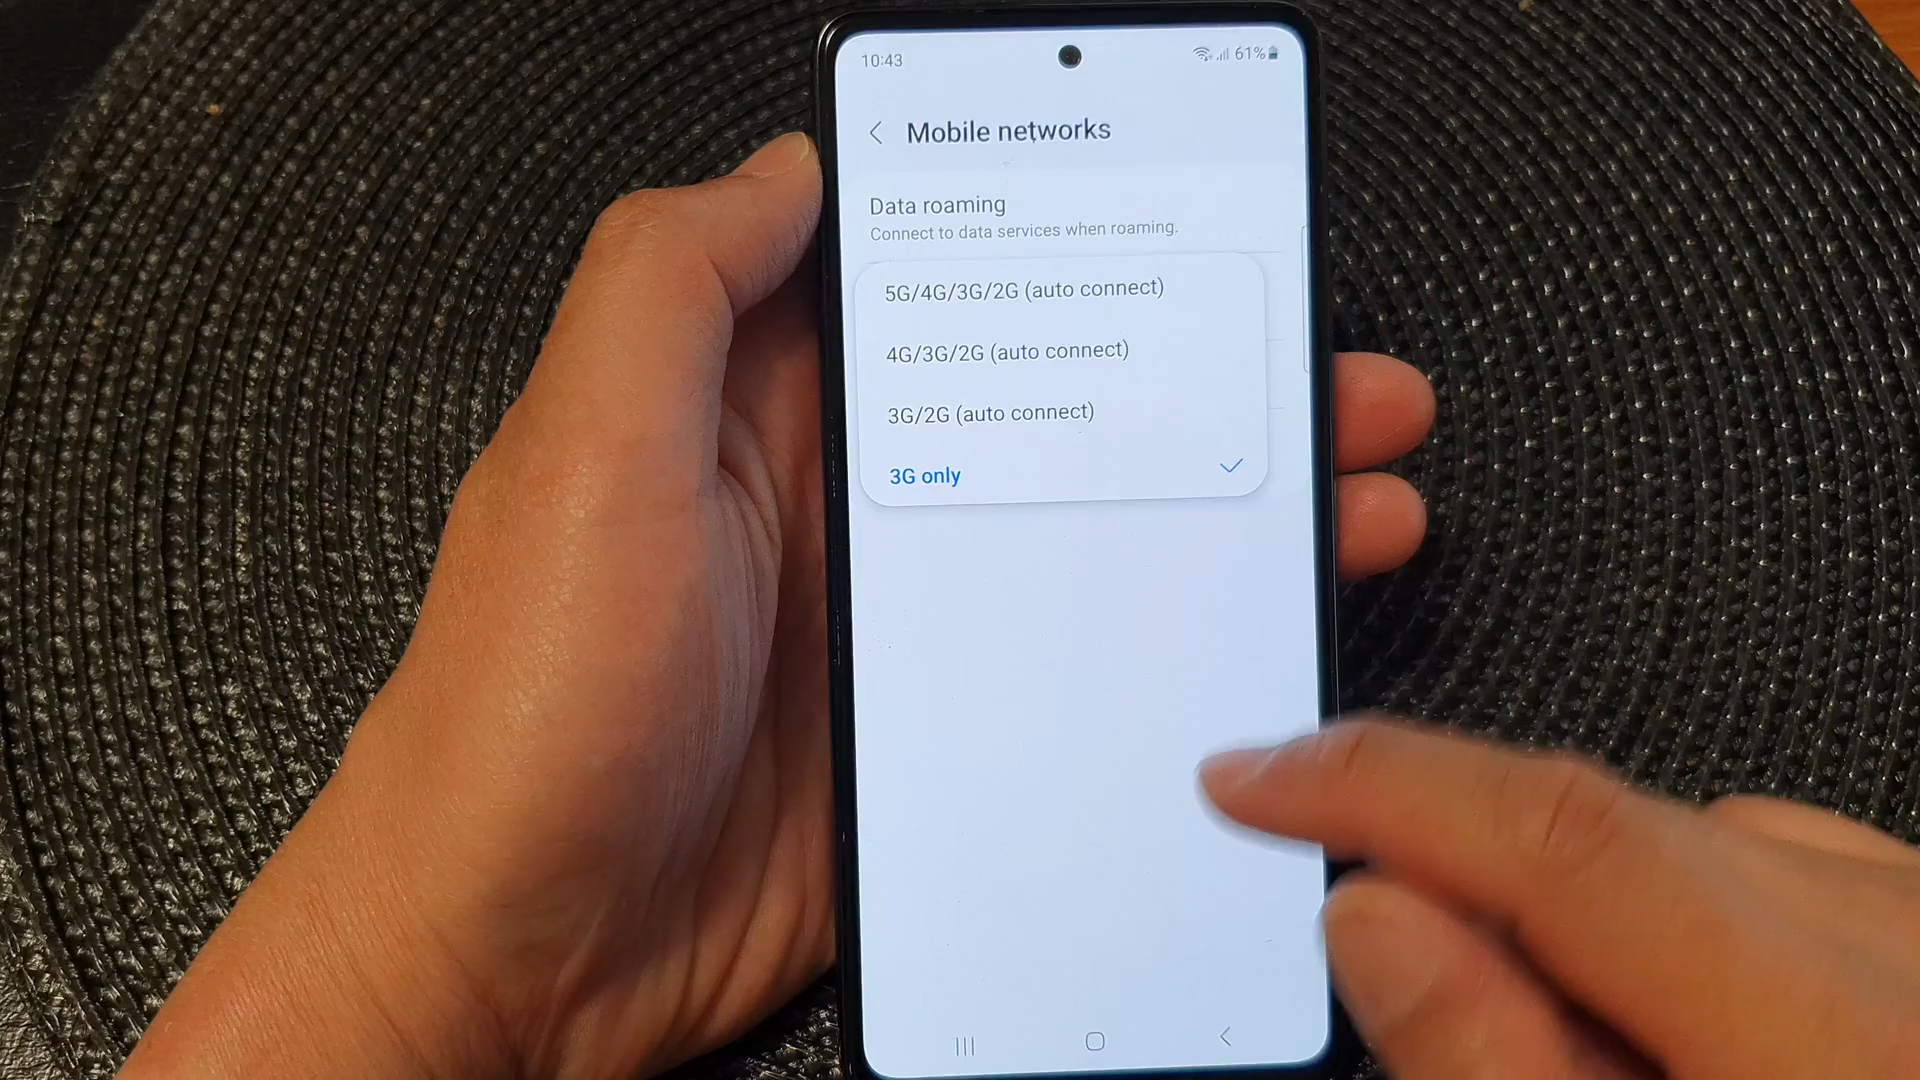 10:43
61%
Mobile networks
Data roaming
Connect to data services when roaming.
5G/4G/3G/2G (auto connect)
4G/3G/2G (auto connect)
3G/2G (auto connect)
3G only